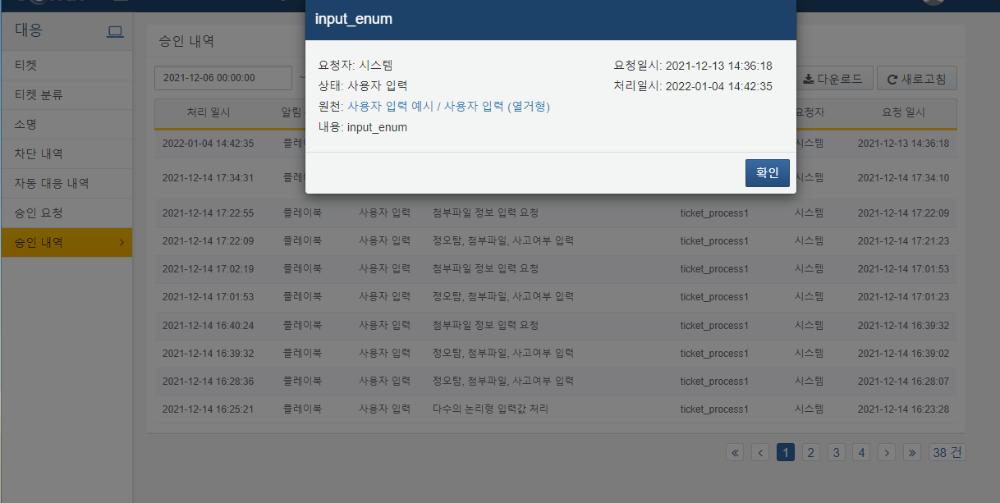 input_enum
요청자: 시스템 요청일시: 2021-12-13 14:36:18
상태: 사용자 입력 처리일시: 2022-01-04 14:42:35
원천: 사용자 입력 예시 / 사용자 입력 (열거형)
내용: input_enum
확인
대응
티켓
티켓 분류
소명
차단 내역
자동 대응 내역
승인 요청
승인 내역
승인 내역
2021-12-06 00:00:00 ~ 다운로드 새로고침
처리 일시 알림 요청자 요청 일시
2022-01-04 14:42:35 플레이 시스템 2021-12-13 14:36:18
2021-12-14 17:34:31 플레이 시스템 2021-12-14 17:34:10
2021-12-14 17:22:55 플레이북 사용자 입력 첨부파일 정보 입력 요청 ticket_process1 시스템 2021-12-14 17:22:09
2021-12-14 17:22:09 플레이북 사용자 입력 정오탐, 첨부파일, 사고여부 입력 ticket_process1 시스템 2021-12-14 17:21:23
2021-12-14 17:02:19 플레이북 사용자 입력 첨부파일 정보 입력 요청 ticket_process1 시스템 2021-12-14 17:01:53
2021-12-14 17:01:53 플레이북 사용자 입력 정오탐, 첨부파일, 사고여부 입력 ticket_process1 시스템 2021-12-14 17:01:23
2021-12-14 16:40:24 플레이북 사용자 입력 첨부파일 정보 입력 요청 ticket_process1 시스템 2021-12-14 16:39:32
2021-12-14 16:39:32 플레이북 사용자 입력 정오탐, 첨부파일, 사고여부 입력 ticket_process1 시스템 2021-12-14 16:39:02
2021-12-14 16:28:36 플레이북 사용자 입력 정오탐, 첨부파일, 사고여부 입력 ticket_process1 시스템 2021-12-14 16:28:07
2021-12-14 16:25:21 플레이북 사용자 입력 다수의 논리형 입력값 처리 ticket_process1 시스템 2021-12-14 16:23:28
« ‹ 1 2 3 4 › » 38 건